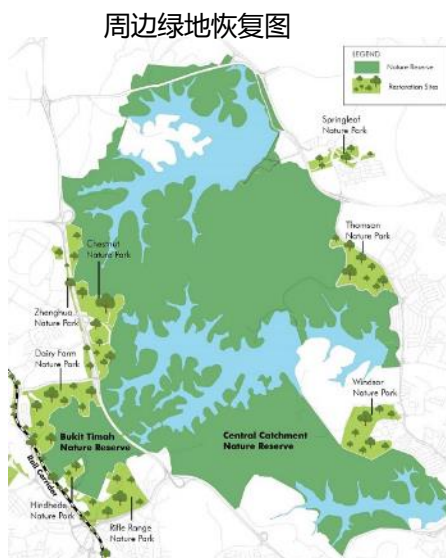 周边绿地恢复图
LEGEND
Nature Reserve
Restoration Sites
Springleaf
Nature Park
Thomson
Nature Park
Chestnut
Nature Park
Zhenghua
Nature Park
Dairy Farm
Nature Park
Windsor
Nature Park
Bukit Timah
Nature Reserve
Central Catchment
Nature Reserve
Rail Corridor
Hindhede
Nature Park
Rifle Range
Nature Park